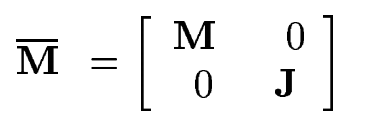 M̅ = [ M 0
0 J ]